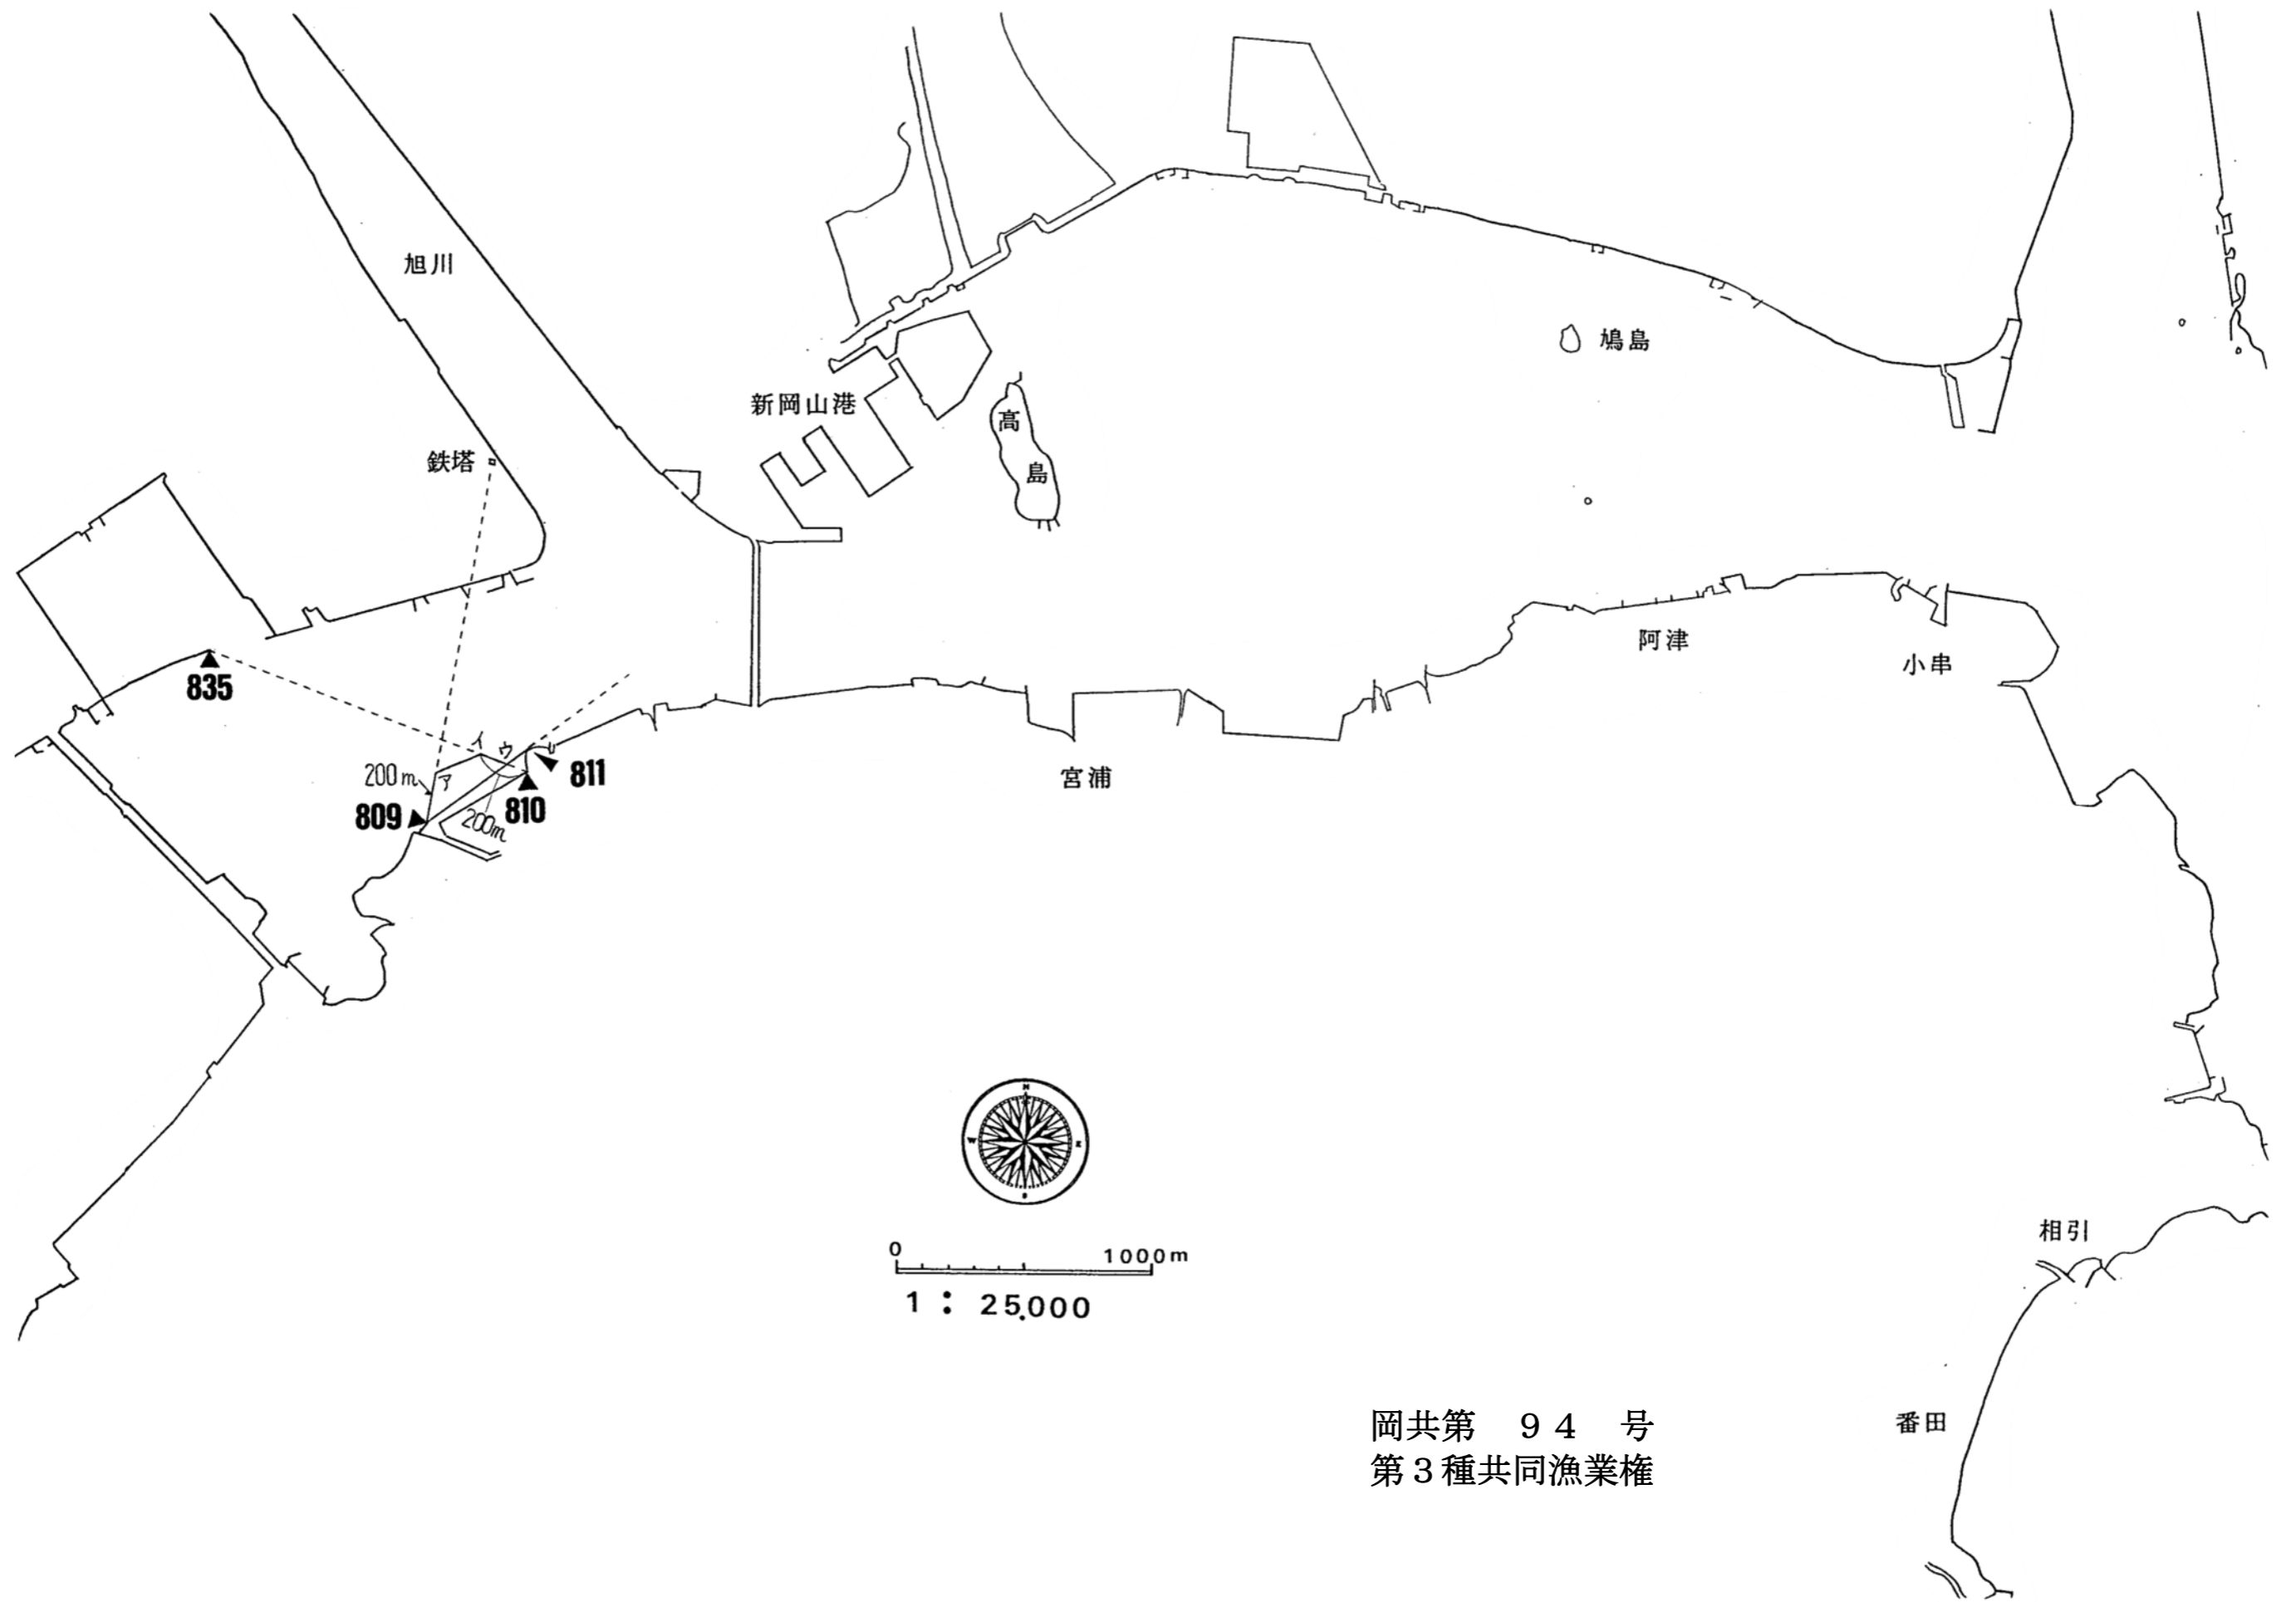 旭川
鳩島
新岡山港
高島
鉄塔
阿津
小串
835
イ
ウ
811
200m
ア
宮浦
810
809
200m
N
W
E
S
相引
0
1000m
1 : 25,000
岡共第 94 号
番田
第3種共同漁業権